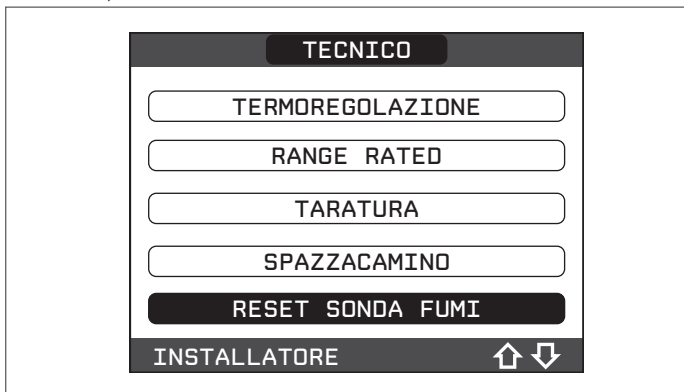 TECNICO
TERMOREGOLAZIONE
RANGE RATED
TARATURA
SPAZZACAMINO
RESET SONDA FUMI
INSTALLATORE